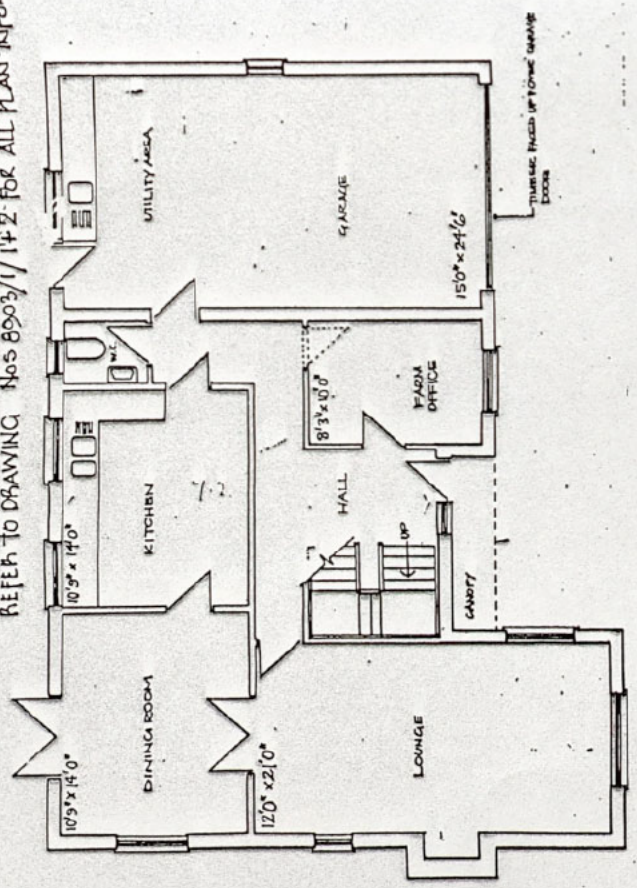 REFER TO DRAWING Nos 8903/1/1+2 FOR ALL PLAN INFO
DINING ROOM
10'9" x 14'0"
KITCHEN
10'9" x 14'0"
W.C.
UTILITY AREA
GARAGE
15'0" x 24'6"
LOUNGE
12'0" x 21'0"
HALL
UP
FARM
OFFICE
8'3" x 10'0"
CANOPY
TIMBER FACED UP & OVER GARAGE
DOOR